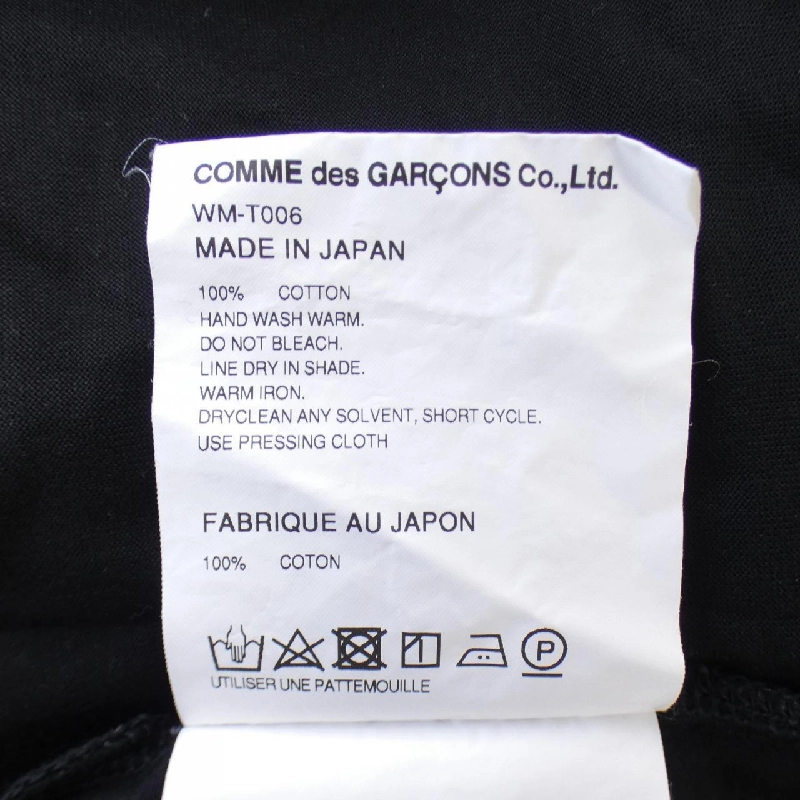 COMME des GARÇONS Co.,Ltd.
WM-T006
MADE IN JAPAN
100% COTTON
HAND WASH WARM.
DO NOT BLEACH.
LINE DRY IN SHADE.
WARM IRON.
DRYCLEAN ANY SOLVENT, SHORT CYCLE.
USE PRESSING CLOTH
FABRIQUE AU JAPON
100% COTON
P
UTILISER UNE PATTEMOUILLE